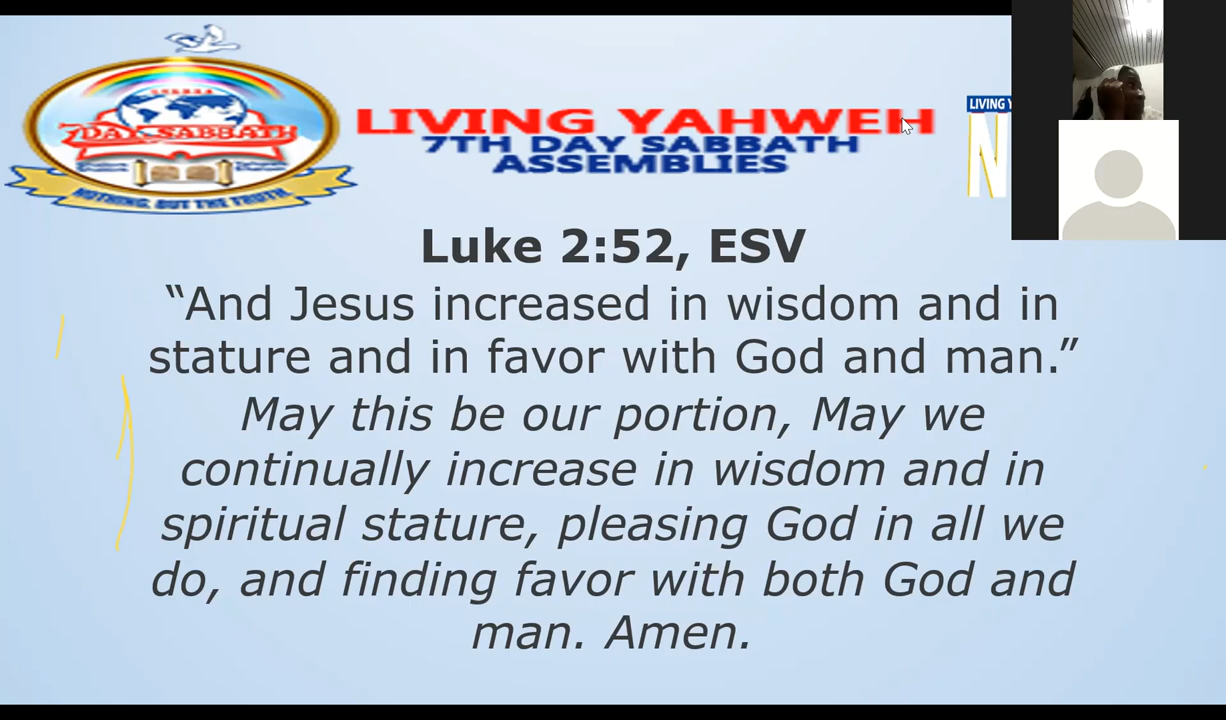 7DAY SABBATH
NOTHING BUT THE TRUTH
LIVING YAHWEH
7TH DAY SABBATH
ASSEMBLIES
LIVING Y
N
Luke 2:52, ESV
“And Jesus increased in wisdom and in
stature and in favor with God and man.”
May this be our portion, May we
continually increase in wisdom and in
spiritual stature, pleasing God in all we
do, and finding favor with both God and
man. Amen.